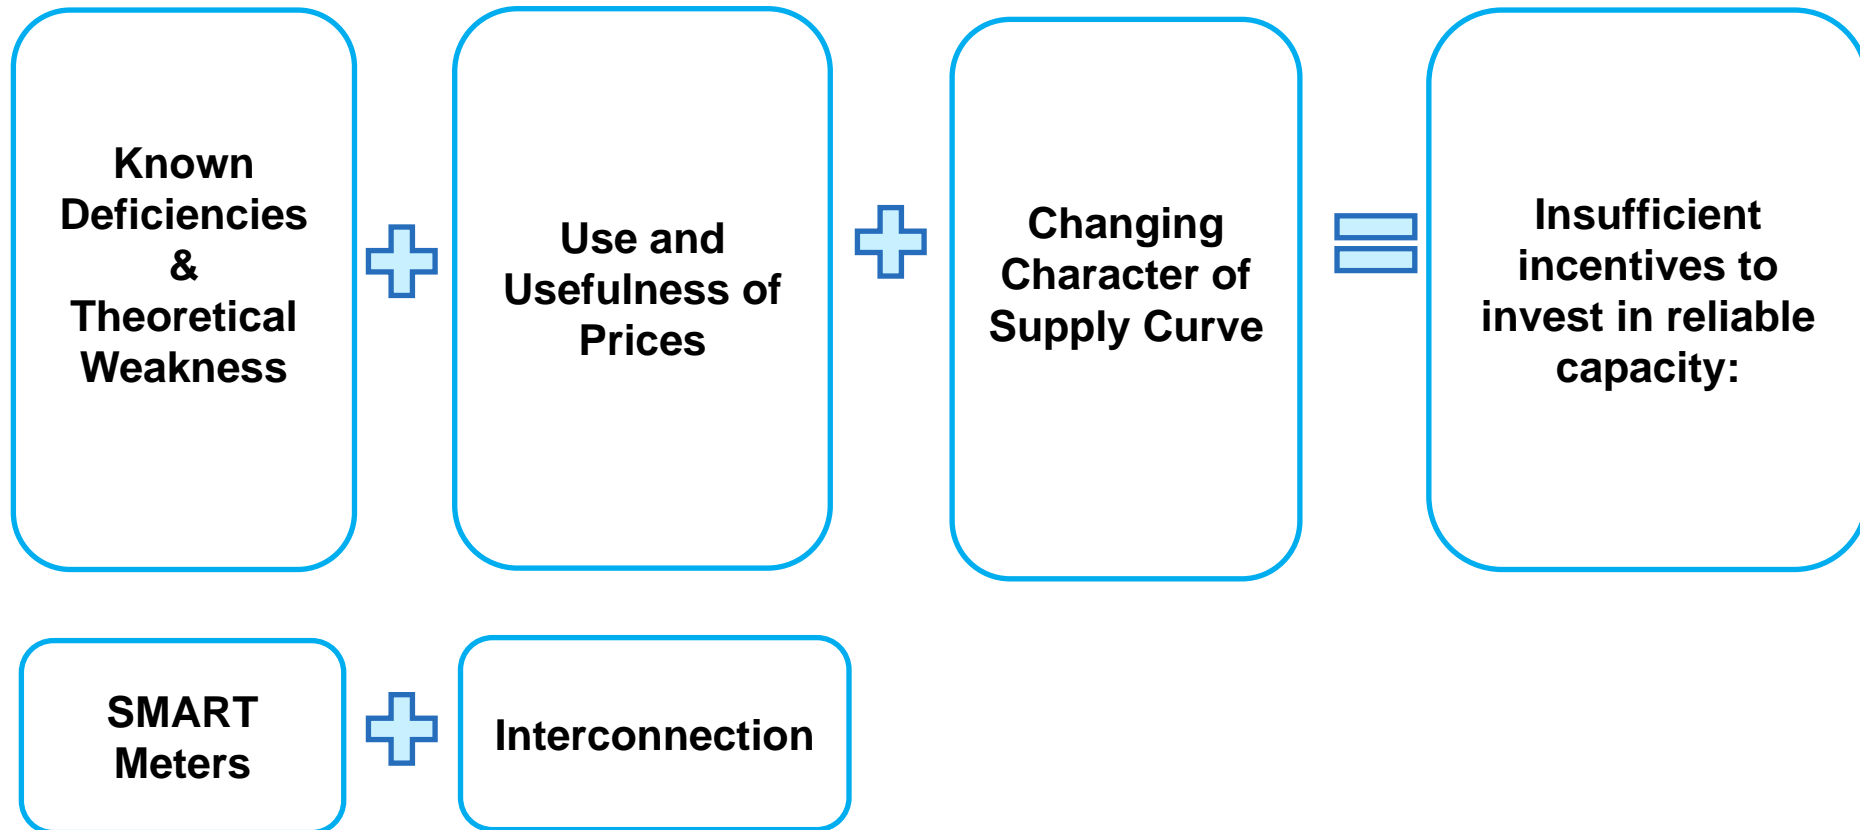 Known
Deficiencies
&
Theoretical
Weakness
Use and
Usefulness of
Prices
Changing
Character of
Supply Curve
Insufficient
incentives to
invest in reliable
capacity:
SMART
Meters
Interconnection